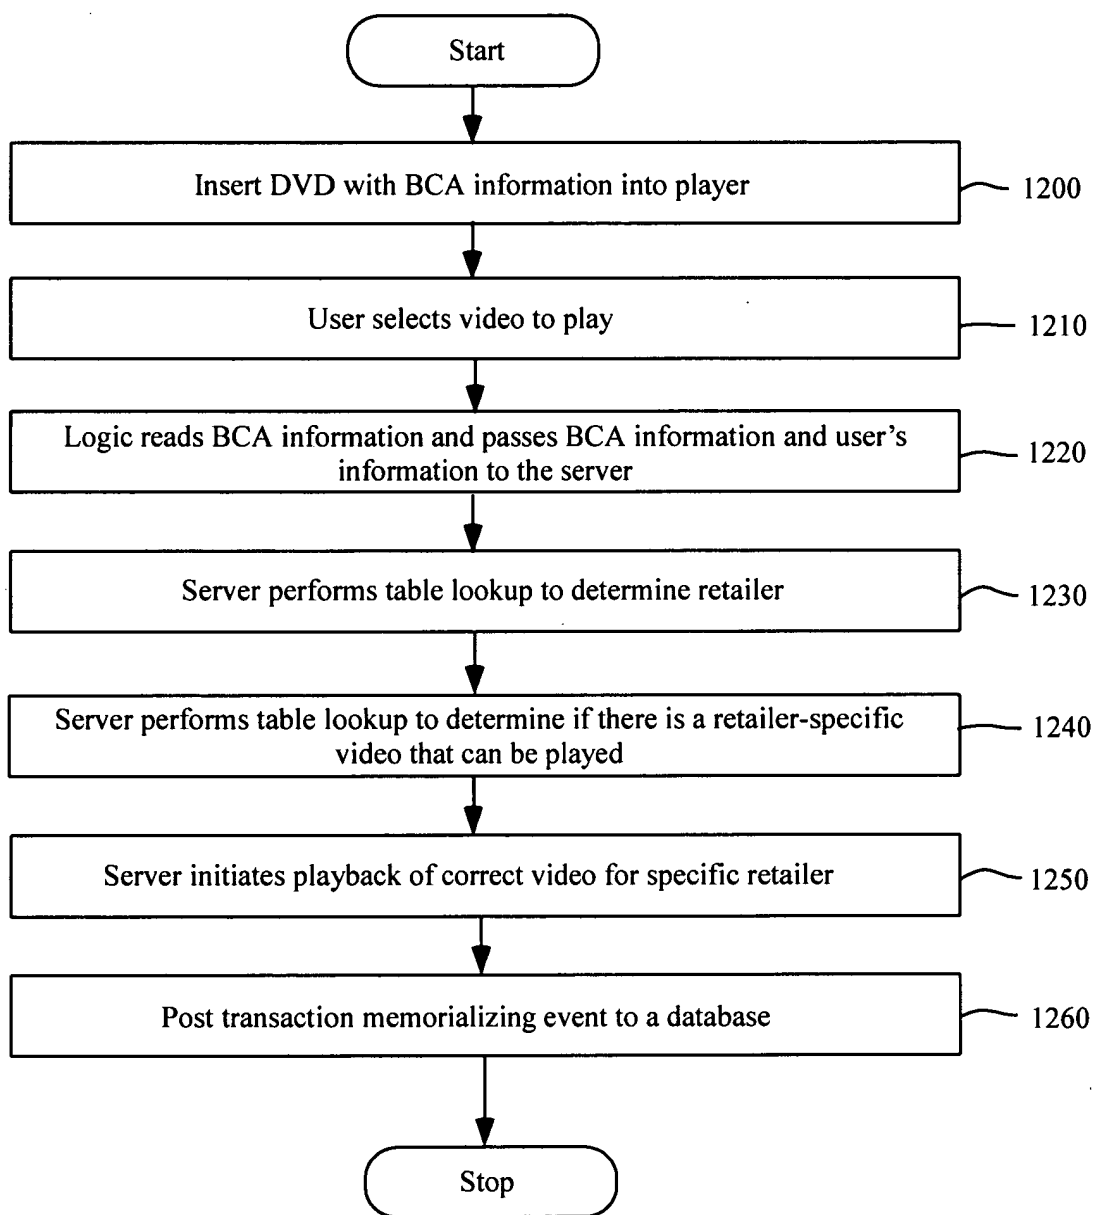 Start
Insert DVD with BCA information into player
1200
User selects video to play
1210
Logic reads BCA information and passes BCA information and user's
information to the server
1220
Server performs table lookup to determine retailer
1230
Server performs table lookup to determine if there is a retailer-specific
video that can be played
1240
Server initiates playback of correct video for specific retailer
1250
Post transaction memorializing event to a database
1260
Stop